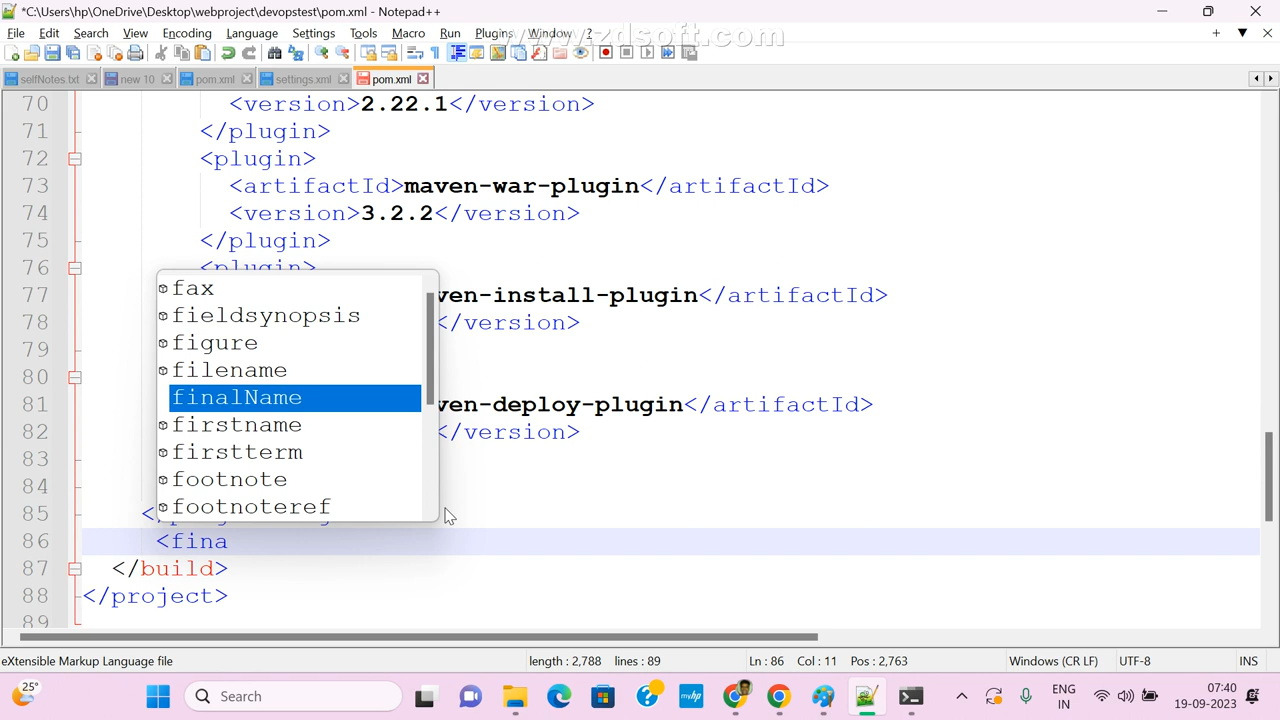 *C:\Users\hp\OneDrive\Desktop\webproject\devopstest\pom.xml - Notepad++
File Edit Search View Encoding Language Settings Tools Macro Run Plugins Window ?
www.zdsoft.com
selfNotes.txt new 10 pom.xml settings.xml pom.xml
70 <version>2.22.1</version>
71 </plugin>
72 <plugin>
73 <artifactId>maven-war-plugin</artifactId>
74 <version>3.2.2</version>
75 </plugin>
76 <plugin>
77 ven-install-plugin</artifactId>
78 </version>
79
80
81 ven-deploy-plugin</artifactId>
82 </version>
83
84
85
86 <fina
87 </build>
88 </project>
89
fax
fieldsynopsis
figure
filename
finalName
firstname
firstterm
footnote
footnoteref
eXtensible Markup Language file length : 2,788 lines : 89 Ln : 86 Col : 11 Pos : 2,763 Windows (CR LF) UTF-8 INS
25° Search myhp ENG IN 07:40 19-09-2023